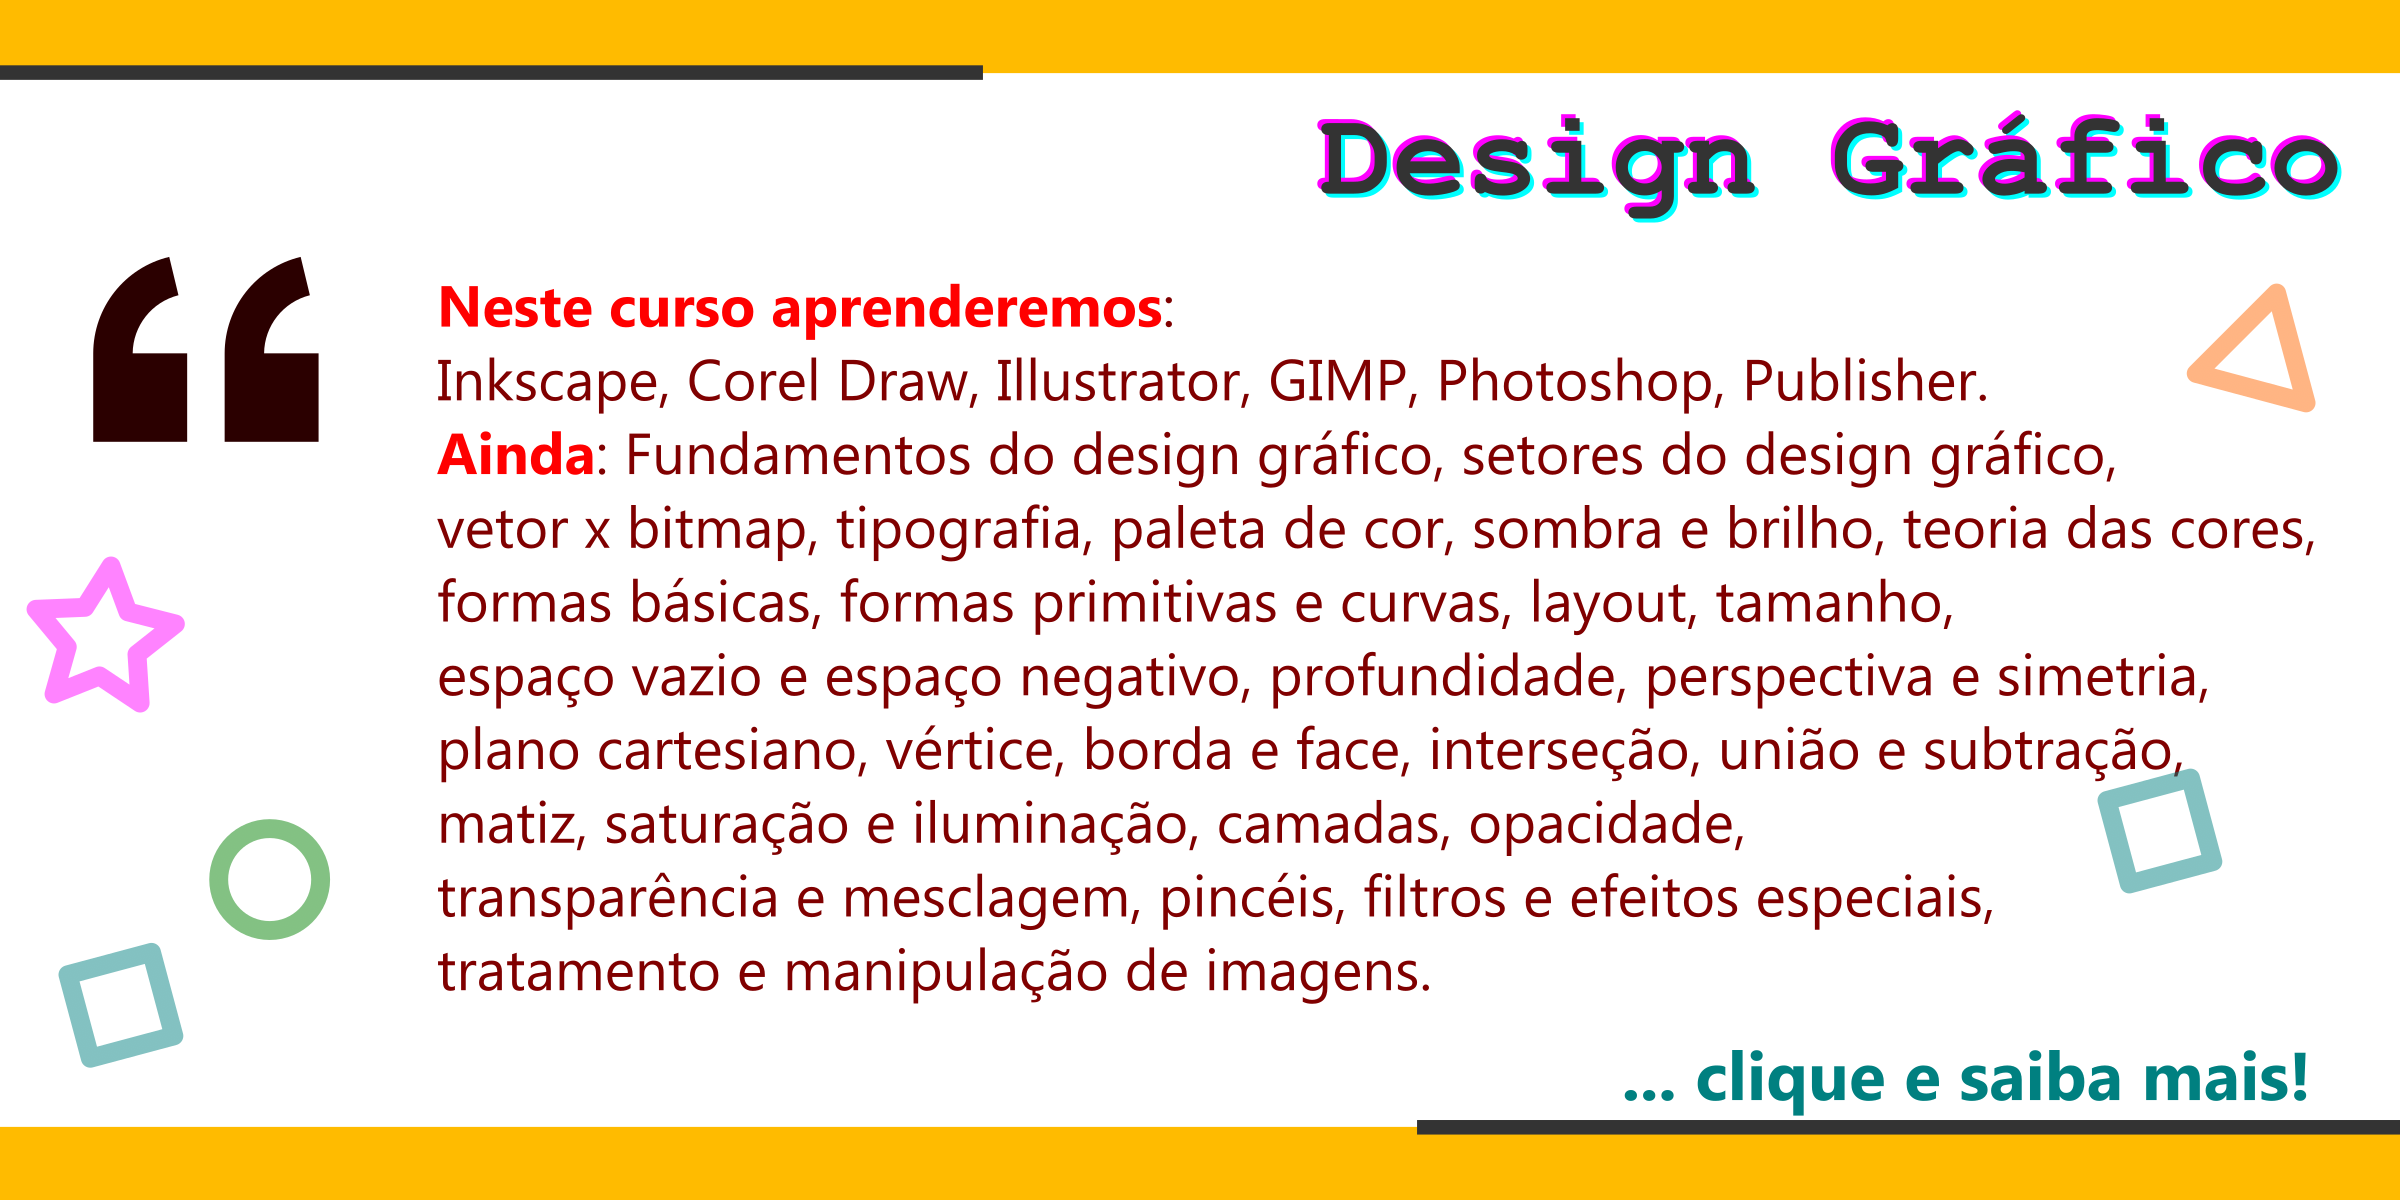 Design Gráfico
“
Neste curso aprenderemos:
Inkscape, Corel Draw, Illustrator, GIMP, Photoshop, Publisher.
Ainda: Fundamentos do design gráfico, setores do design gráfico,
vetor x bitmap, tipografia, paleta de cor, sombra e brilho, teoria das cores,
formas básicas, formas primitivas e curvas, layout, tamanho,
espaço vazio e espaço negativo, profundidade, perspectiva e simetria,
plano cartesiano, vértice, borda e face, interseção, união e subtração,
matiz, saturação e iluminação, camadas, opacidade,
transparência e mesclagem, pincéis, filtros e efeitos especiais,
tratamento e manipulação de imagens.
... clique e saiba mais!